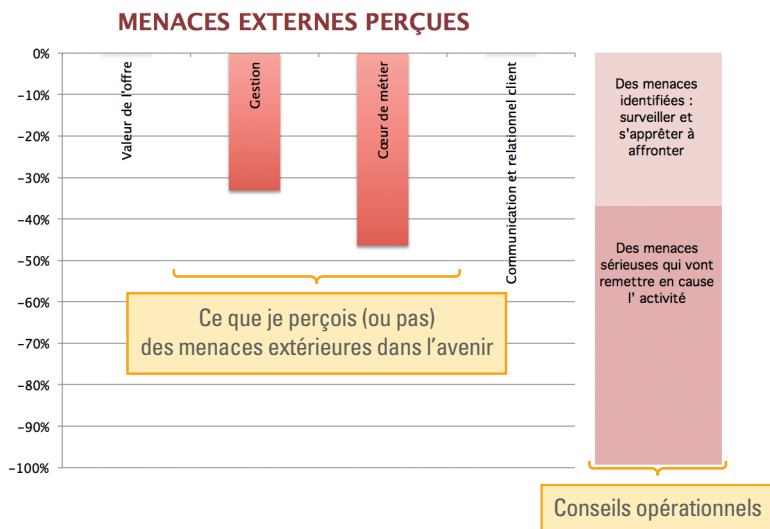 MENACES EXTERNES PERÇUES
0%
-10%
-20%
-30%
-40%
-50%
-60%
-70%
-80%
-90%
-100%
Valeur de l'offre
Gestion
Cœur de métier
Communication et relationnel client
Ce que je perçois (ou pas)
des menaces extérieures dans l'avenir
Des menaces
identifiées :
surveiller et
s'apprêter à
affronter
Des menaces
sérieuses qui vont
remettre en cause
l' activité
Conseils opérationnels